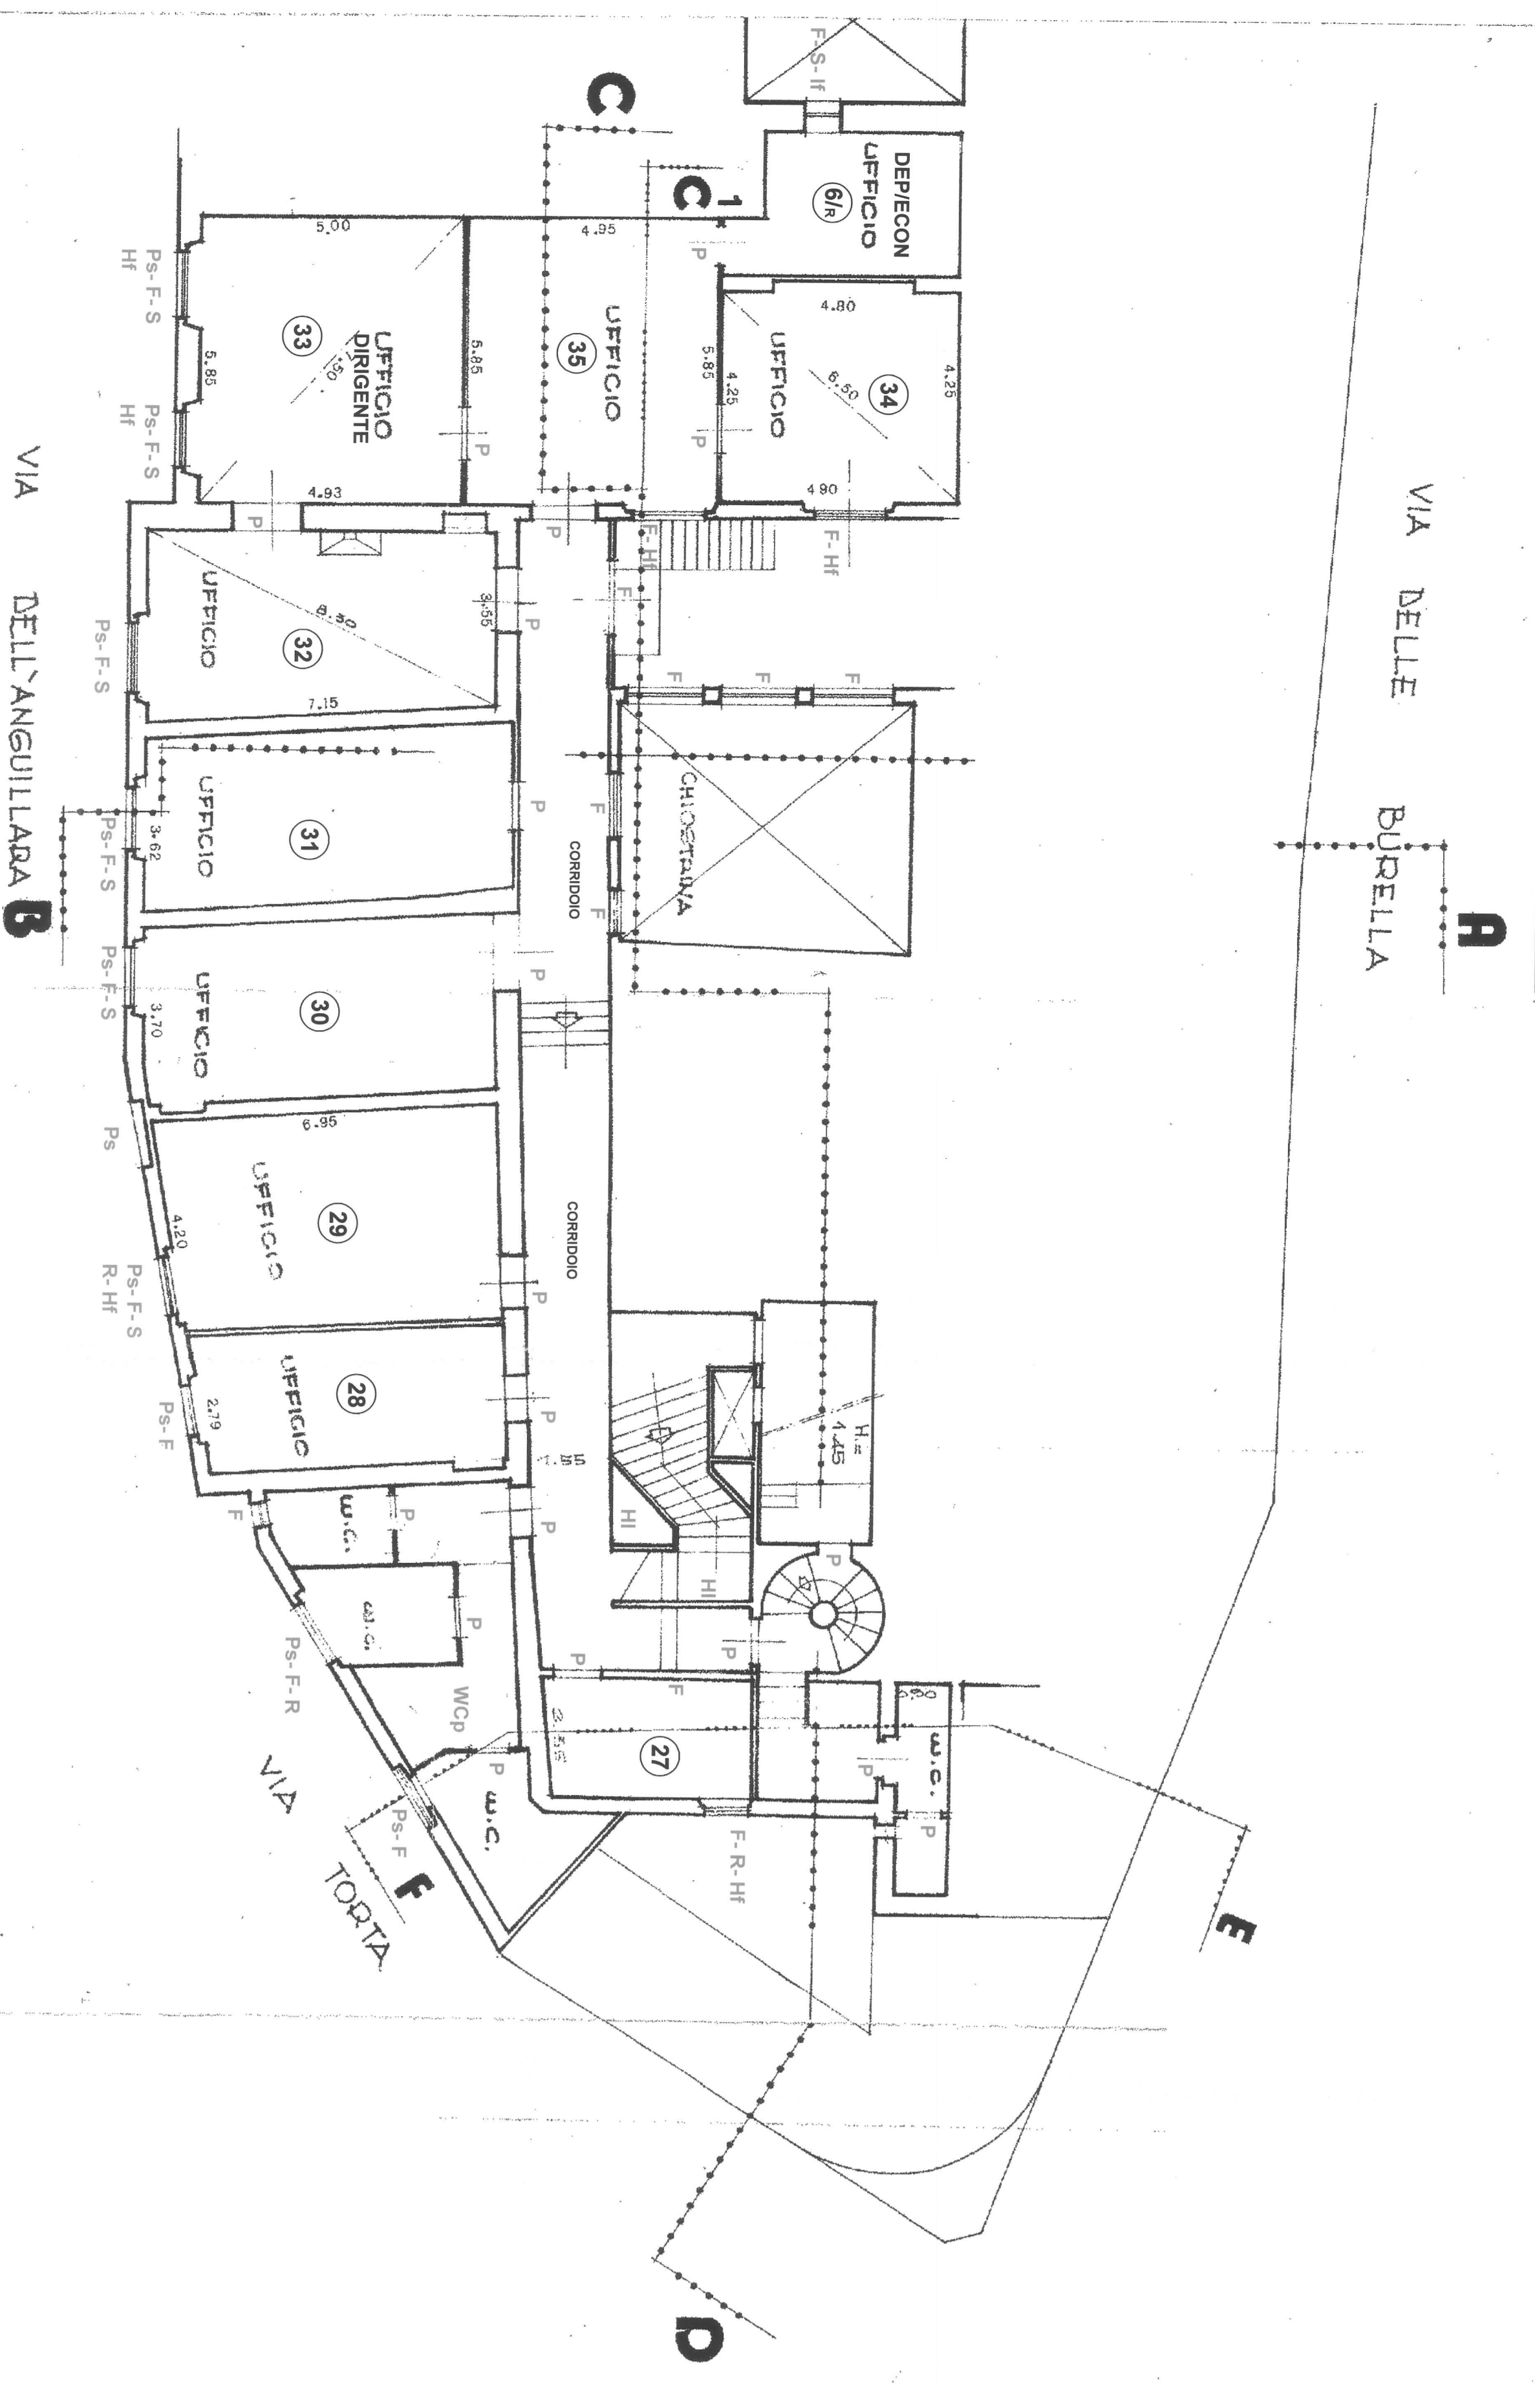 VIA DELLE BURELLA
A
F-S-If
DEP/ECON
UFFICIO
6/R
C
C 1
P
4.80
4.25
34
6.50
UFFICIO
4.25
4.90
P
F-Hf
5.00
4.95
5.85
UFFICIO
35
5.85
P
UFFICIO
DIRIGENTE
33
5.85
4.93
Ps-F-S
Hf
Ps-F-S
Hf
P
P
F-Hf
F
F
F
F
3.55
P
8.30
32
UFFICIO
7.15
Ps-F-S
CHIOSTRINA
F
F
P
CORRIDOIO
31
UFFICIO
3.62
Ps-F-S
B
P
30
UFFICIO
3.70
Ps-F-S
Ps
6.95
29
UFFICIO
4.20
Ps-F-S
R-Hf
CORRIDOIO
P
28
UFFICIO
2.79
Ps-F
P
1.55
H.=
1.45
HI
HI
P
P
W.C.
P
F
W.C.
P
Ps-F-R
WCp
P
W.C.
Ps-F
F
P
P
F
27
F-R-Hf
W.C.
P
P
E
D
VIA DELL'ANGUILLARA
VIA TORTA